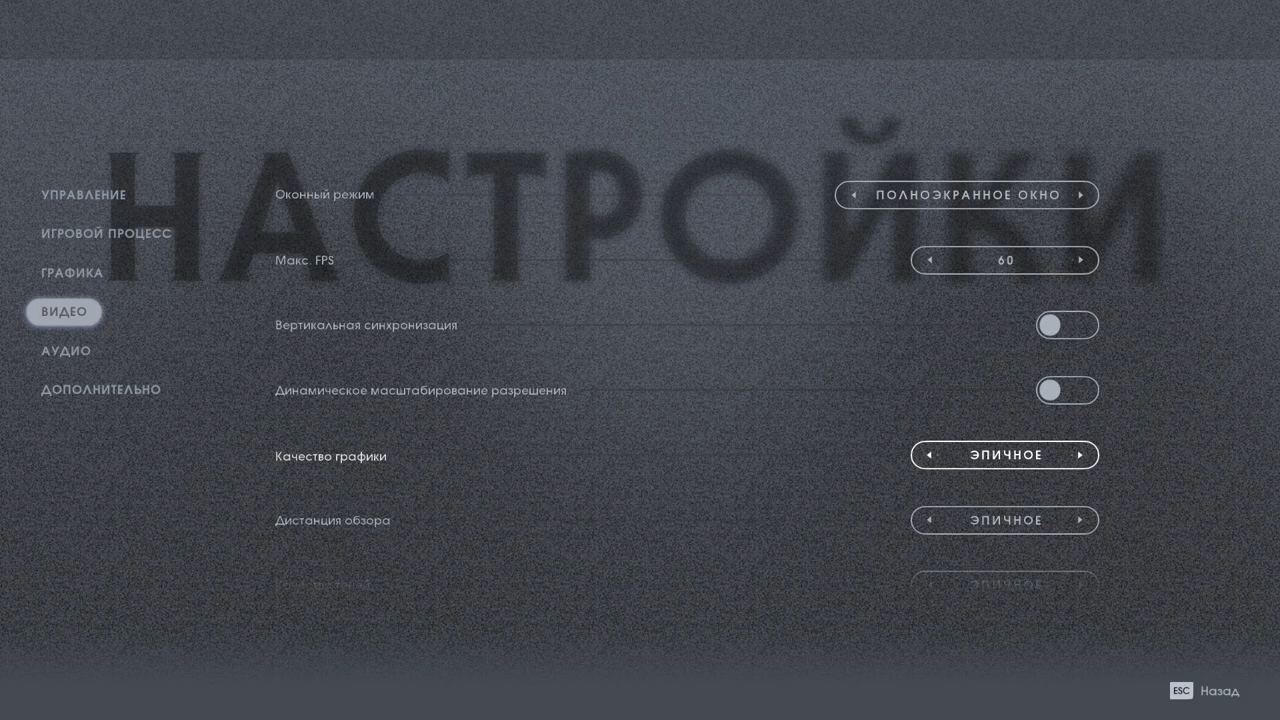 НАСТРОЙКИ
УПРАВЛЕНИЕ
ИГРОВОЙ ПРОЦЕСС
ГРАФИКА
ВИДЕО
АУДИО
ДОПОЛНИТЕЛЬНО
Оконный режим ПОЛНОЭКРАННОЕ ОКНО
Макс. FPS 60
Вертикальная синхронизация
Динамическое масштабирование разрешения
Качество графики ЭПИЧНОЕ
Дистанция обзора ЭПИЧНОЕ
ЭПИЧНОЕ
ESC Назад